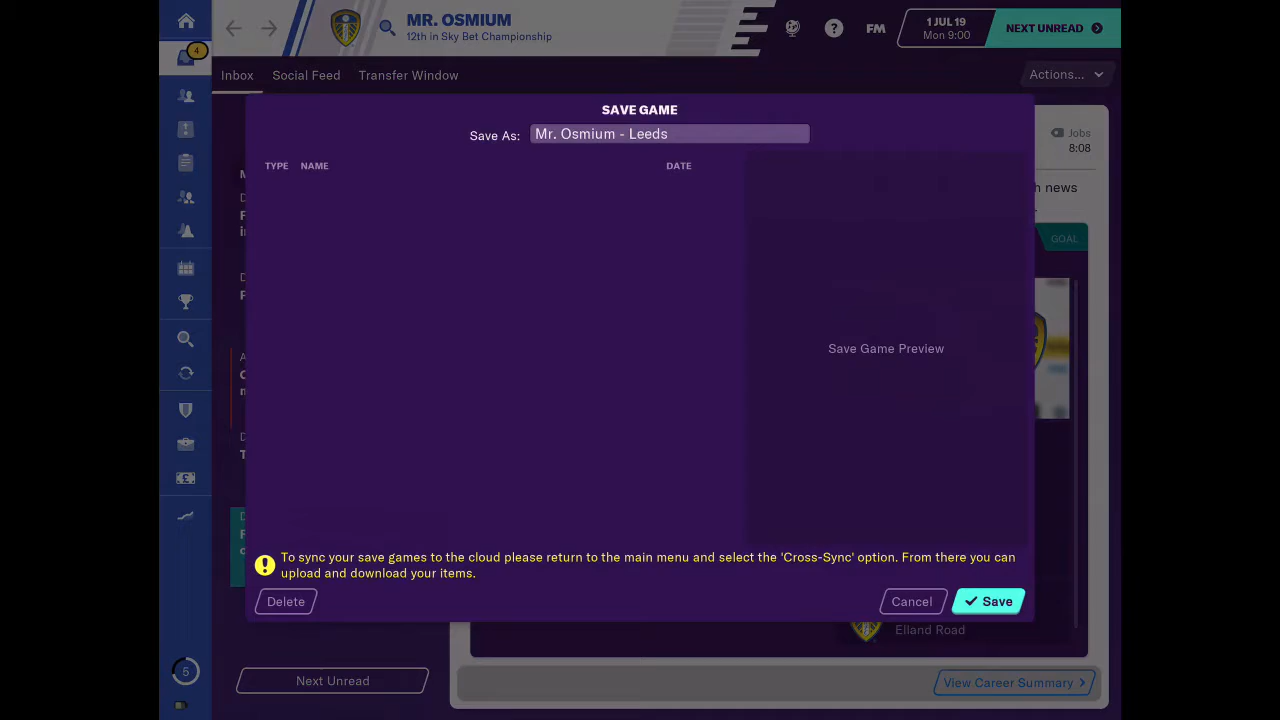 4
MR. OSMIUM
12th in Sky Bet Championship
FM
1 JUL 19
Mon 9:00
NEXT UNREAD
Inbox
Social Feed
Transfer Window
Actions...
SAVE GAME
Save As:
Mr. Osmium - Leeds
TYPE
NAME
DATE
Jobs
8:08
news
GOAL
Save Game Preview
To sync your save games to the cloud please return to the main menu and select the 'Cross-Sync' option. From there you can
upload and download your items.
Delete
Cancel
Save
Elland Road
5
Next Unread
View Career Summary